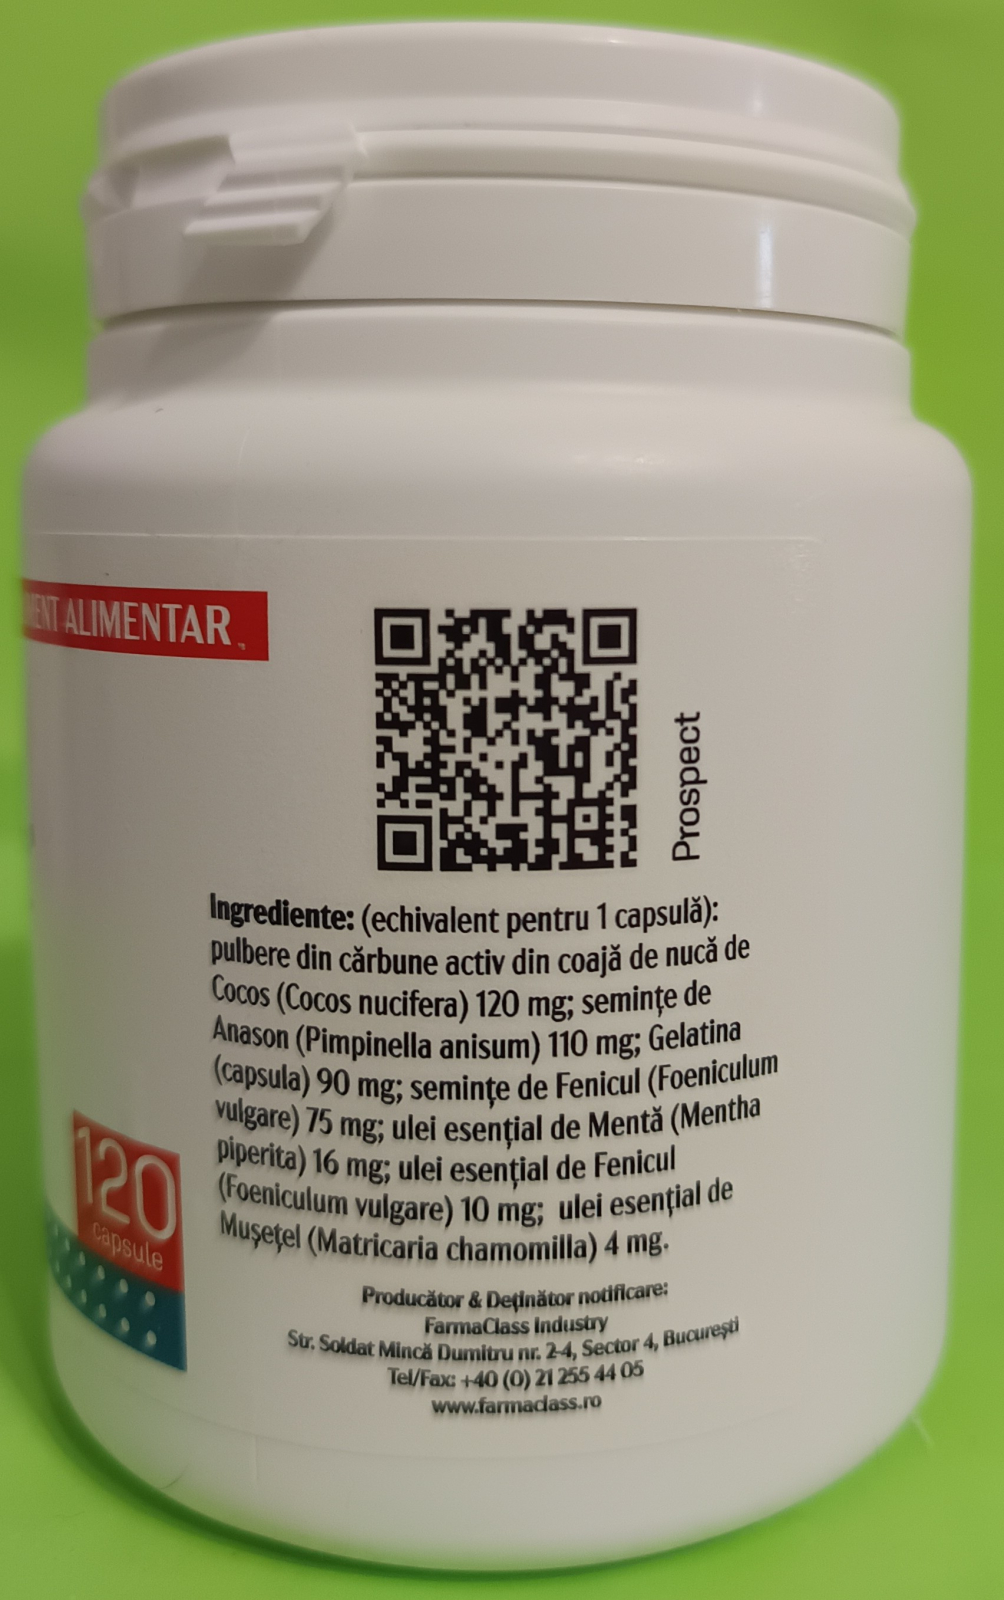 ALIMENTAR
Prospect
Ingrediente: (echivalent pentru 1 capsulă):
pulbere din cărbune activ din coajă de nucă de
Cocos (Cocos nucifera) 120 mg; semințe de
Anason (Pimpinella anisum) 110 mg; Gelatina
(capsula) 90 mg; semințe de Fenicul (Foeniculum
vulgare) 75 mg; ulei esențial de Mentă (Mentha
piperita) 16 mg; ulei esențial de Fenicul
(Foeniculum vulgare) 10 mg; ulei esențial de
Mușețel (Matricaria chamomilla) 4 mg.
120
capsule
Producător & Deținător notificare:
FarmaClass Industry
Str. Soldat Mincă Dumitru nr. 2-4, Sector 4, București
Tel/Fax: +40 (0) 21 255 44 05
www.farmaclass.ro